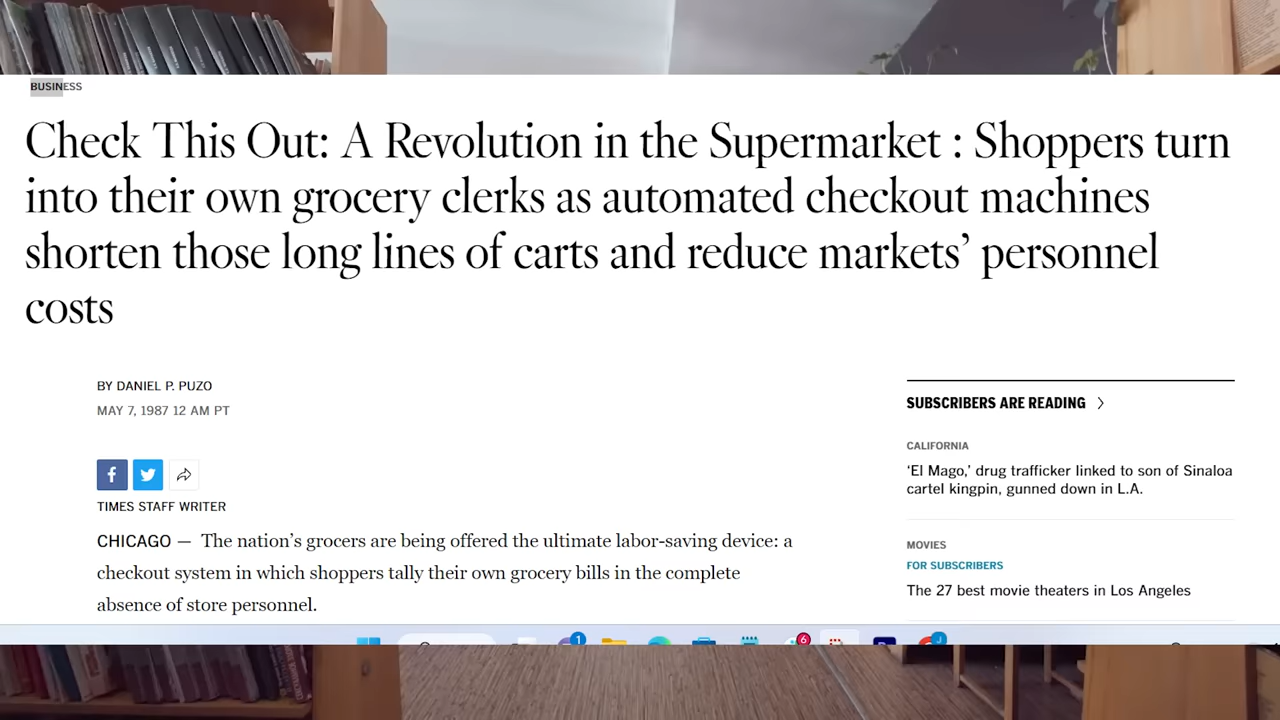 BUSINESS
Check This Out: A Revolution in the Supermarket : Shoppers turn
into their own grocery clerks as automated checkout machines
shorten those long lines of carts and reduce markets’ personnel
costs
BY DANIEL P. PUZO
MAY 7, 1987 12 AM PT
TIMES STAFF WRITER
CHICAGO — The nation’s grocers are being offered the ultimate labor-saving device: a
checkout system in which shoppers tally their own grocery bills in the complete
absence of store personnel.
SUBSCRIBERS ARE READING
CALIFORNIA
‘El Mago,’ drug trafficker linked to son of Sinaloa
cartel kingpin, gunned down in L.A.
MOVIES
FOR SUBSCRIBERS
The 27 best movie theaters in Los Angeles
1
6
J